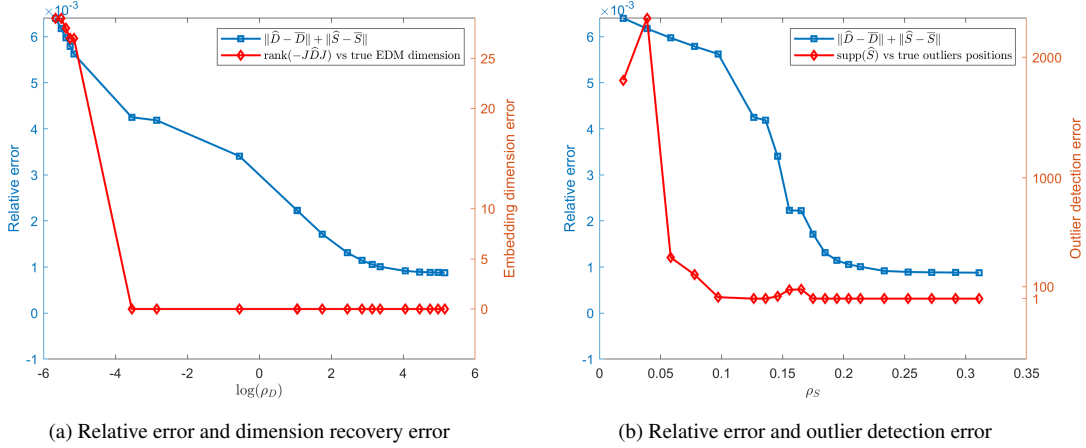 ×10⁻³
6
5
4
3
2
1
0
-1
Relative error
-6 -4 -2 0 2 4 6
log(ρ_D)
25
20
15
10
5
0
Embedding dimension error
‖D̂ − D̅‖ + ‖Ŝ − S̅‖
rank(−JD̂J) vs true EDM dimension
(a) Relative error and dimension recovery error
×10⁻³
6
5
4
3
2
1
0
-1
Relative error
0 0.05 0.1 0.15 0.2 0.25 0.3 0.35
ρ_S
2000
1000
100
1
Outlier detection error
‖D̂ − D̅‖ + ‖Ŝ − S̅‖
supp(Ŝ) vs true outliers positions
(b) Relative error and outlier detection error